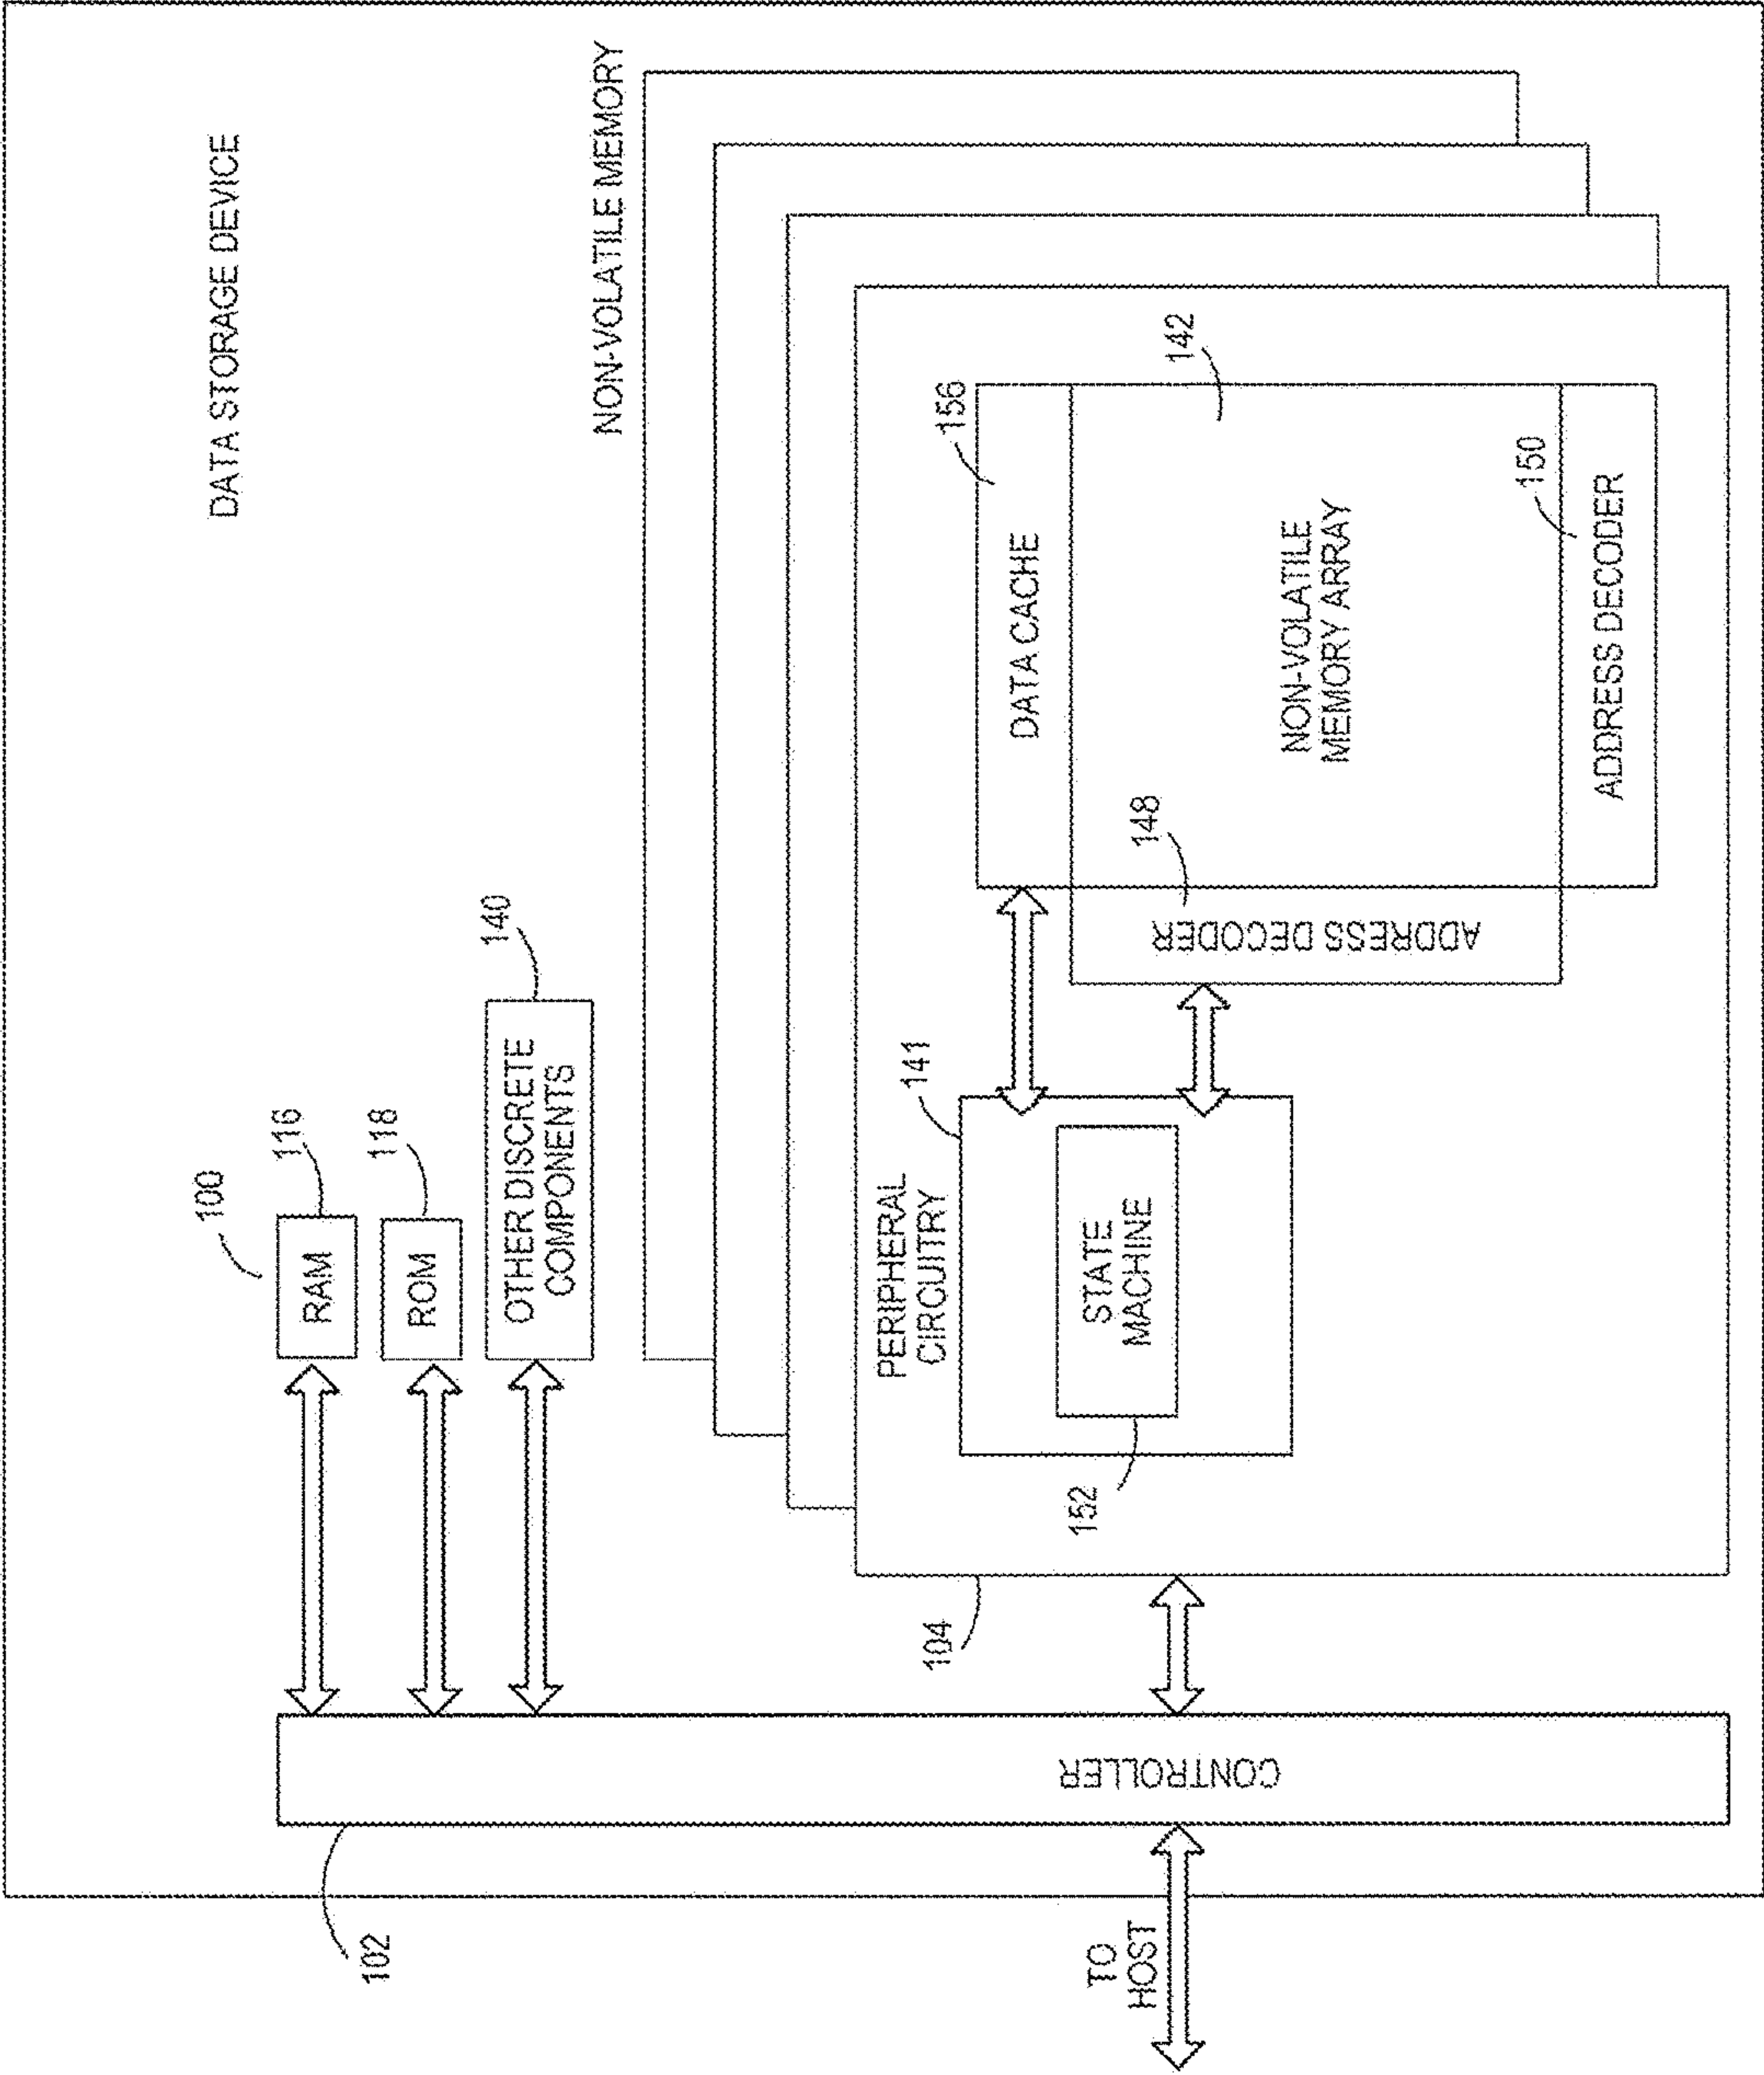 DATA STORAGE DEVICE
100
RAM
116
ROM
118
OTHER DISCRETE
COMPONENTS
140
NON-VOLATILE MEMORY
102
CONTROLLER
TO
HOST
104
PERIPHERAL
CIRCUITRY
141
STATE
MACHINE
152
DATA CACHE
156
ADDRESS DECODER
148
NON-VOLATILE
MEMORY ARRAY
142
ADDRESS DECODER
150